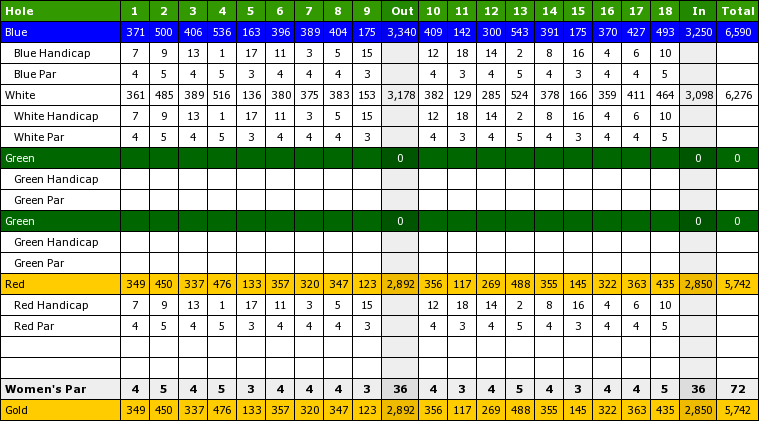 Hole 1 2 3 4 5 6 7 8 9 Out 10 11 12 13 14 15 16 17 18 In Total
Blue 371 500 406 536 163 396 389 404 175 3,340 409 142 300 543 391 175 370 427 493 3,250 6,590
Blue Handicap 7 9 13 1 17 11 3 5 15 12 18 14 2 8 16 4 6 10
Blue Par 4 5 4 5 3 4 4 4 3 4 3 4 5 4 3 4 4 5
White 361 485 389 516 136 380 375 383 153 3,178 382 129 285 524 378 166 359 411 464 3,098 6,276
White Handicap 7 9 13 1 17 11 3 5 15 12 18 14 2 8 16 4 6 10
White Par 4 5 4 5 3 4 4 4 3 4 3 4 5 4 3 4 4 5
Green 0 0 0
Green Handicap
Green Par
Green 0 0 0
Green Handicap
Green Par
Red 349 450 337 476 133 357 320 347 123 2,892 356 117 269 488 355 145 322 363 435 2,850 5,742
Red Handicap 7 9 13 1 17 11 3 5 15 12 18 14 2 8 16 4 6 10
Red Par 4 5 4 5 3 4 4 4 3 4 3 4 5 4 3 4 4 5
Women's Par 4 5 4 5 3 4 4 4 3 36 4 3 4 5 4 3 4 4 5 36 72
Gold 349 450 337 476 133 357 320 347 123 2,892 356 117 269 488 355 145 322 363 435 2,850 5,742